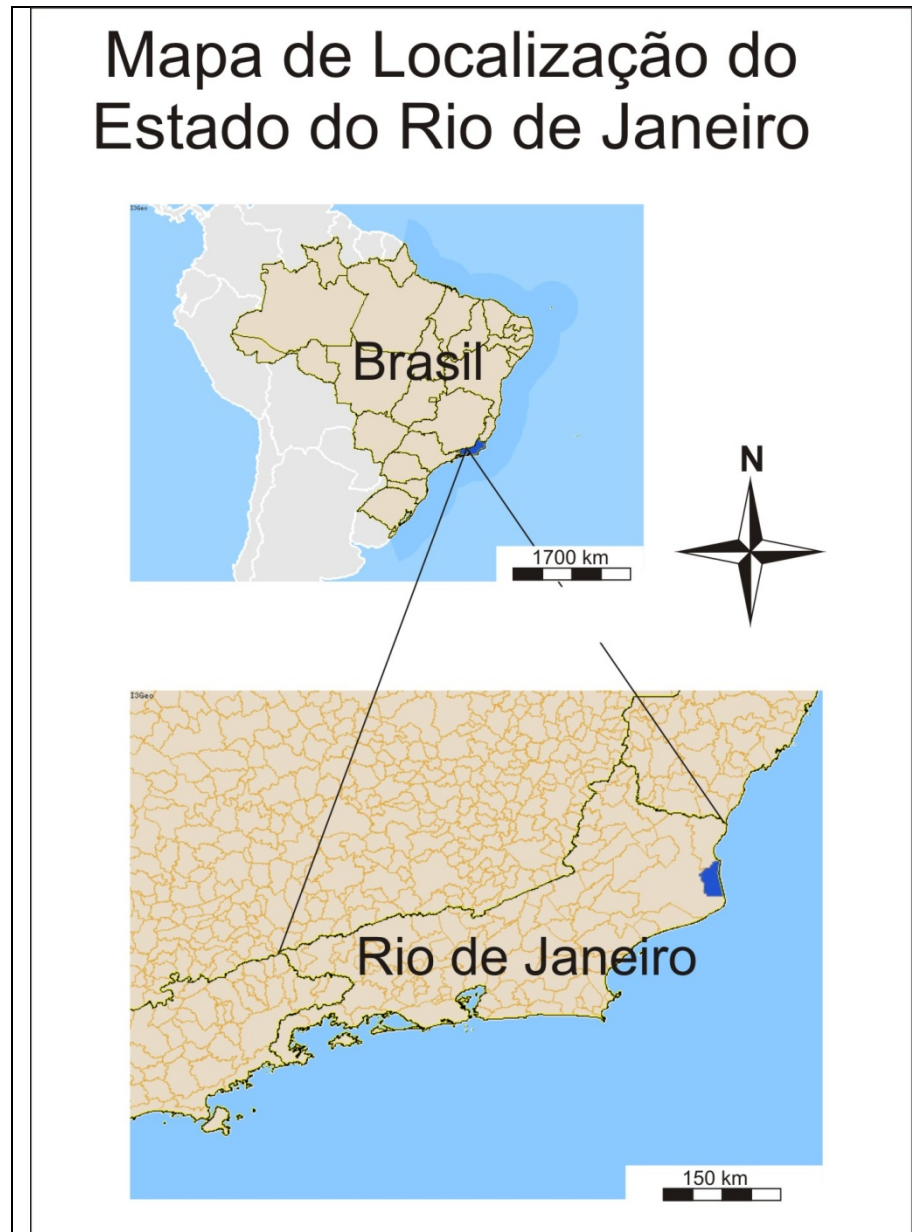 Mapa de Localização do
Estado do Rio de Janeiro
I3Geo
Brasil
N
1700 km
I3Geo
Rio de Janeiro
150 km